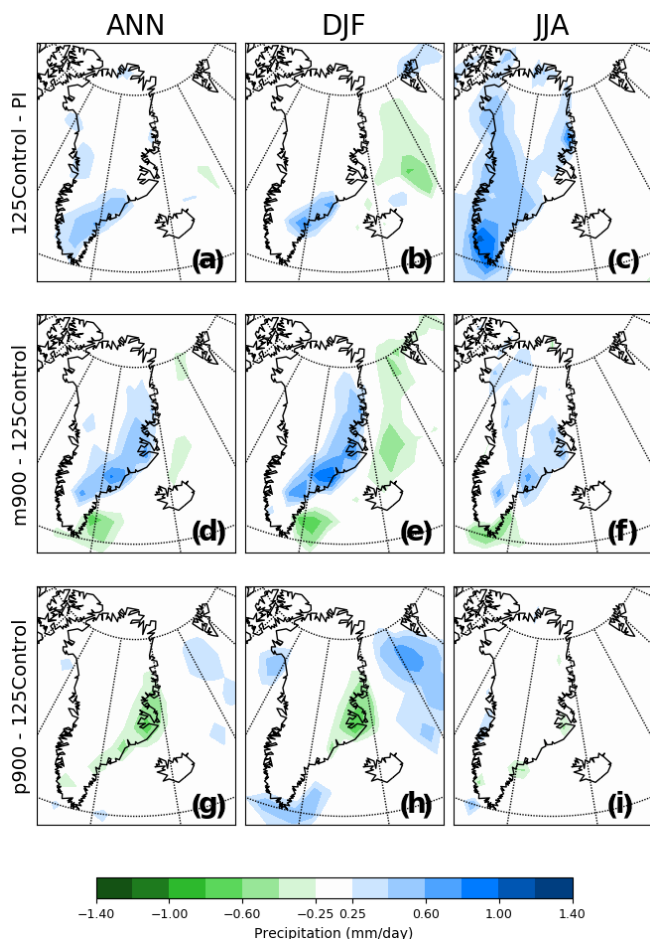 ANN DJF JJA
125Control - PI
(a) (b) (c)
m900 - 125Control
(d) (e) (f)
p900 - 125Control
(g) (h) (i)
−1.40 −1.00 −0.60 −0.25 0.25 0.60 1.00 1.40
Precipitation (mm/day)